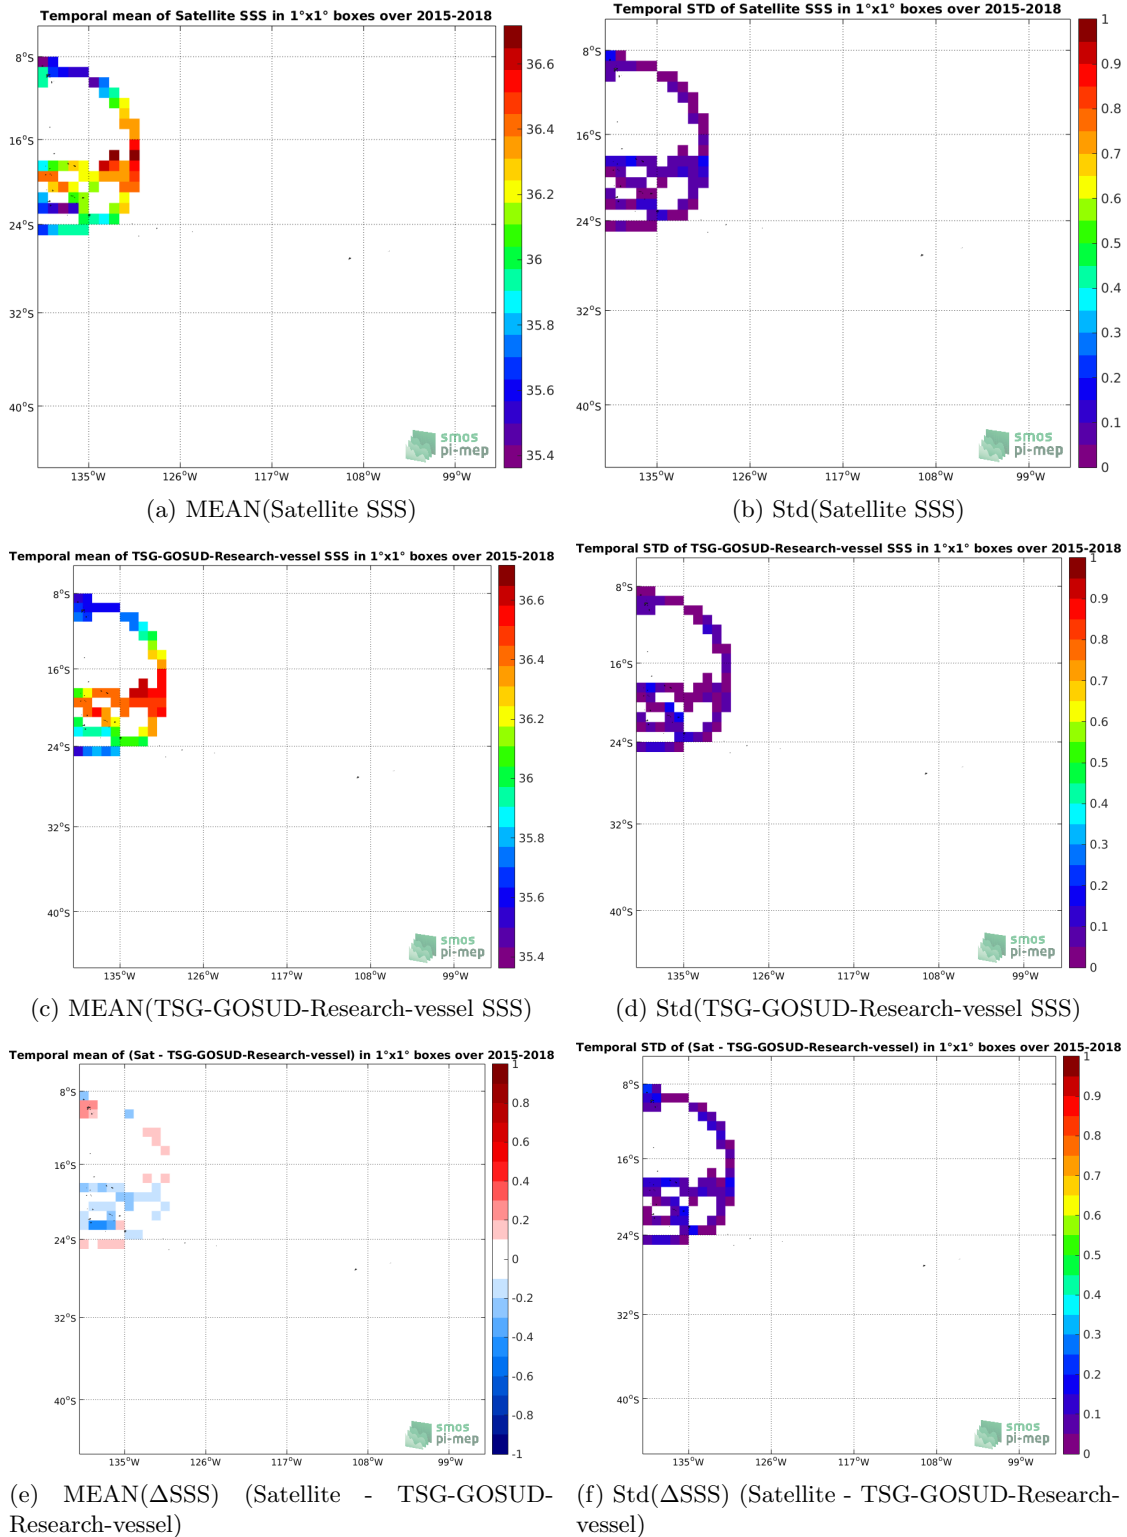 Temporal mean of Satellite SSS in 1°x1° boxes over 2015-2018
8°S
16°S
24°S
32°S
40°S
135°W
126°W
117°W
108°W
99°W
36.6
36.4
36.2
36
35.8
35.6
35.4
smos
pi-mep
(a) MEAN(Satellite SSS)
Temporal STD of Satellite SSS in 1°x1° boxes over 2015-2018
8°S
16°S
24°S
32°S
40°S
135°W
126°W
117°W
108°W
99°W
1
0.9
0.8
0.7
0.6
0.5
0.4
0.3
0.2
0.1
0
smos
pi-mep
(b) Std(Satellite SSS)
Temporal mean of TSG-GOSUD-Research-vessel SSS in 1°x1° boxes over 2015-2018
8°S
16°S
24°S
32°S
40°S
135°W
126°W
117°W
108°W
99°W
36.6
36.4
36.2
36
35.8
35.6
35.4
smos
pi-mep
(c) MEAN(TSG-GOSUD-Research-vessel SSS)
Temporal STD of TSG-GOSUD-Research-vessel SSS in 1°x1° boxes over 2015-2018
8°S
16°S
24°S
32°S
40°S
135°W
126°W
117°W
108°W
99°W
1
0.9
0.8
0.7
0.6
0.5
0.4
0.3
0.2
0.1
0
smos
pi-mep
(d) Std(TSG-GOSUD-Research-vessel SSS)
Temporal mean of (Sat - TSG-GOSUD-Research-vessel) in 1°x1° boxes over 2015-2018
8°S
16°S
24°S
32°S
40°S
135°W
126°W
117°W
108°W
99°W
1
0.8
0.6
0.4
0.2
0
-0.2
-0.4
-0.6
-0.8
-1
smos
pi-mep
(e) MEAN(ΔSSS) (Satellite - TSG-GOSUD-
Research-vessel)
Temporal STD of (Sat - TSG-GOSUD-Research-vessel) in 1°x1° boxes over 2015-2018
8°S
16°S
24°S
32°S
40°S
135°W
126°W
117°W
108°W
99°W
1
0.9
0.8
0.7
0.6
0.5
0.4
0.3
0.2
0.1
0
smos
pi-mep
(f) Std(ΔSSS) (Satellite - TSG-GOSUD-Research-
vessel)